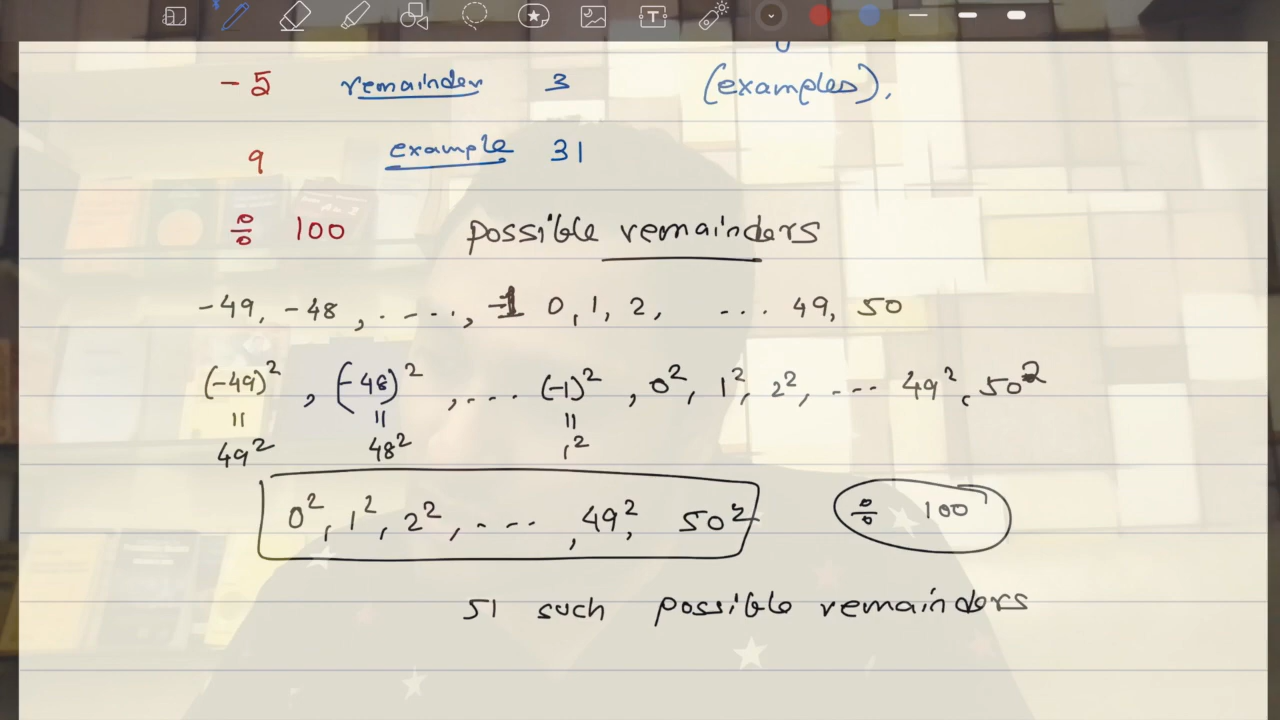 - 5 remainder 3 (examples).
9 example 31
÷ 100 possible remainders
-49, -48, ....., -1 0, 1, 2, ... 49, 50
(-49)², (-48)², ... (-1)², 0², 1², 2², ... 49², 50²
= = =
49² 48² 1²
0², 1², 2², ... , 49², 50² ÷ 100
51 such possible remainders